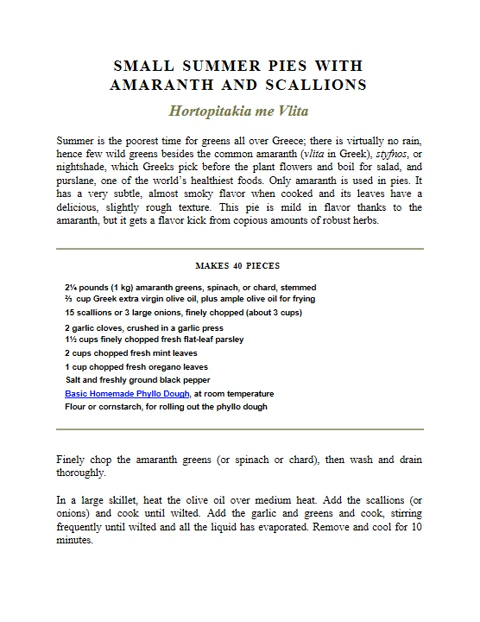 SMALL SUMMER PIES WITH
AMARANTH AND SCALLIONS
Hortopitakia me Vlita
Summer is the poorest time for greens all over Greece; there is virtually no rain,
hence few wild greens besides the common amaranth (vlita in Greek), styfnos, or
nightshade, which Greeks pick before the plant flowers and boil for salad, and
purslane, one of the world's healthiest foods. Only amaranth is used in pies. It
has a very subtle, almost smoky flavor when cooked and its leaves have a
delicious, slightly rough texture. This pie is mild in flavor thanks to the
amaranth, but it gets a flavor kick from copious amounts of robust herbs.
MAKES 40 PIECES
2¼ pounds (1 kg) amaranth greens, spinach, or chard, stemmed
⅔ cup Greek extra virgin olive oil, plus ample olive oil for frying
15 scallions or 3 large onions, finely chopped (about 3 cups)
2 garlic cloves, crushed in a garlic press
1½ cups finely chopped fresh flat-leaf parsley
2 cups chopped fresh mint leaves
1 cup chopped fresh oregano leaves
Salt and freshly ground black pepper
Basic Homemade Phyllo Dough, at room temperature
Flour or cornstarch, for rolling out the phyllo dough
Finely chop the amaranth greens (or spinach or chard), then wash and drain
thoroughly.
In a large skillet, heat the olive oil over medium heat. Add the scallions (or
onions) and cook until wilted. Add the garlic and greens and cook, stirring
frequently until wilted and all the liquid has evaporated. Remove and cool for 10
minutes.